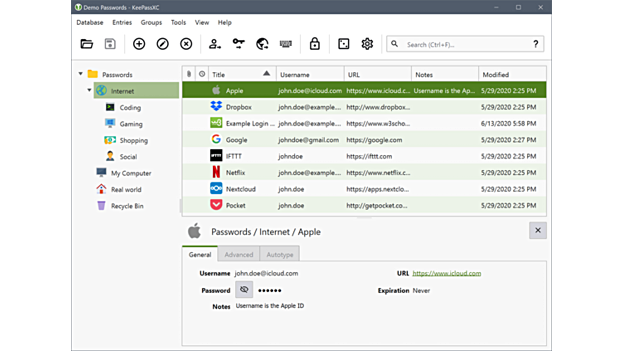 Demo Passwords - KeePassXC
Database Entries Groups Tools View Help
Search (Ctrl+F)... ?
Passwords
Internet
Coding
Gaming
Shopping
Social
My Computer
Real world
Recycle Bin
Title Username URL Notes Modified
Apple john.doe@icloud.com https://www.icloud.c... Username is the Ap... 5/29/2020 2:25 PM
Dropbox john.doe@example.... http://www.dropbox... 5/29/2020 2:25 PM
Example Login ... john.doe@example.... https://www.w3scho... 6/13/2020 5:58 PM
Google johndoe@gmail.com https://google.com 5/29/2020 2:27 PM
IFTTT johndoe https://ifttt.com 5/29/2020 2:25 PM
Netflix john.doe@example.... https://www.netflix.c... 5/29/2020 2:25 PM
Nextcloud john.doe https://apps.nextclo... 5/29/2020 2:25 PM
Pocket john.doe http://getpocket.co... 5/29/2020 2:25 PM
Passwords / Internet / Apple
General Advanced Autotype
Username john.doe@icloud.com URL https://www.icloud.com
Password ●●●●●● Expiration Never
Notes Username is the Apple ID